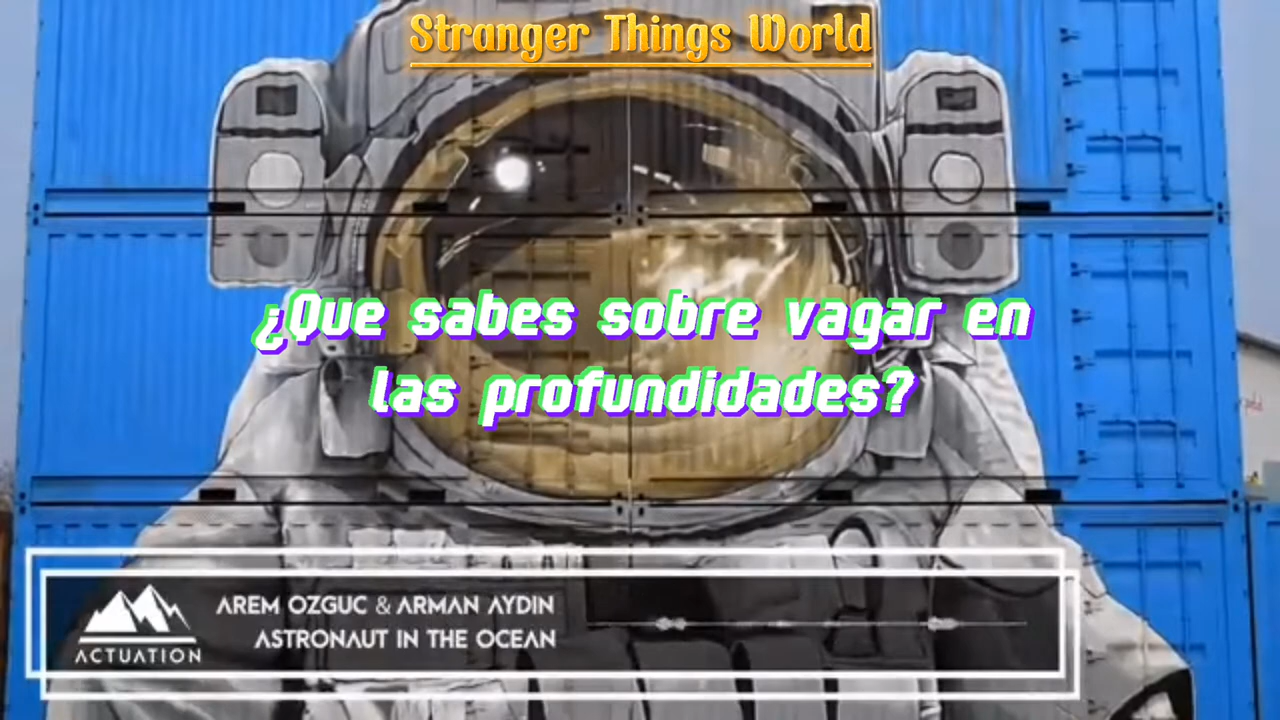 Stranger Things World
¿Que sabes sobre vagar en
las profundidades?
AREM OZGUC & ARMAN AYDIN
ASTRONAUT IN THE OCEAN
ACTUATION